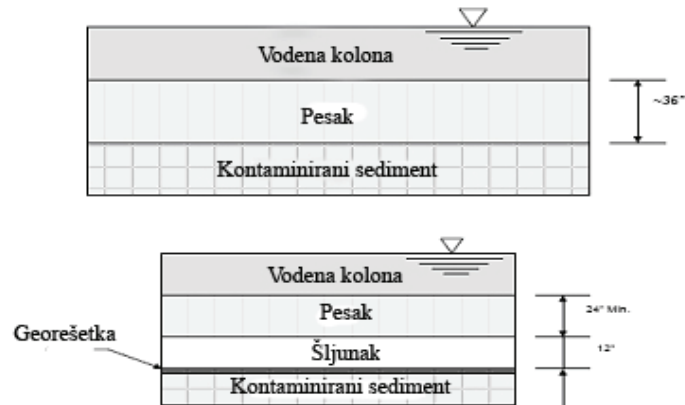 Vodena kolona
Pesak
~36"
Kontaminirani sediment
Vodena kolona
Pesak
24" Min.
Georešetka
Šljunak
12"
Kontaminirani sediment